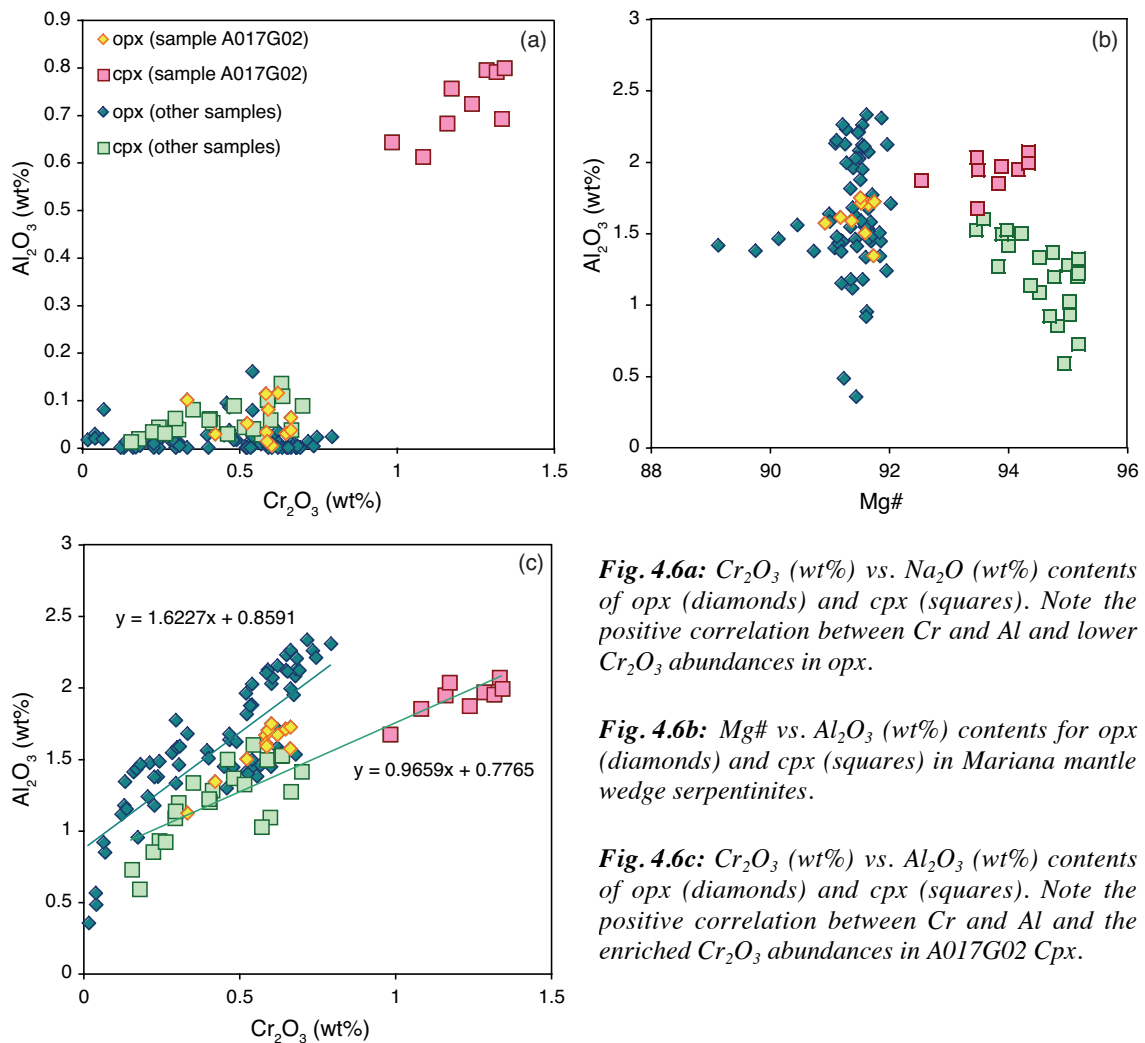 0.9
0.8
0.7
0.6
0.5
0.4
0.3
0.2
0.1
0
Al₂O₃ (wt%)
(a)
opx (sample A017G02)
cpx (sample A017G02)
opx (other samples)
cpx (other samples)
0 0.5 1 1.5
Cr₂O₃ (wt%)
3
2.5
2
1.5
1
0.5
0
Al₂O₃ (wt%)
(b)
88 90 92 94 96
Mg#
3
2.5
2
1.5
1
0.5
0
Al₂O₃ (wt%)
(c)
y = 1.6227x + 0.8591
y = 0.9659x + 0.7765
0 0.5 1 1.5
Cr₂O₃ (wt%)
Fig. 4.6a: Cr₂O₃ (wt%) vs. Na₂O (wt%) contents
of opx (diamonds) and cpx (squares). Note the
positive correlation between Cr and Al and lower
Cr₂O₃ abundances in opx.
Fig. 4.6b: Mg# vs. Al₂O₃ (wt%) contents for opx
(diamonds) and cpx (squares) in Mariana mantle
wedge serpentinites.
Fig. 4.6c: Cr₂O₃ (wt%) vs. Al₂O₃ (wt%) contents
of opx (diamonds) and cpx (squares). Note the
positive correlation between Cr and Al and the
enriched Cr₂O₃ abundances in A017G02 Cpx.